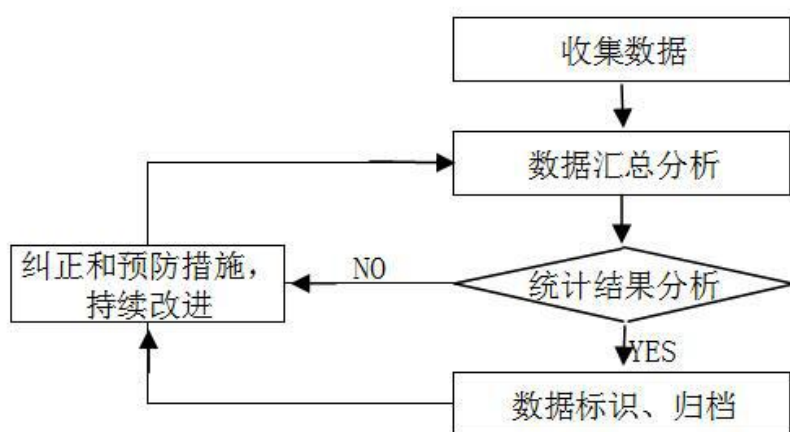 收集数据
数据汇总分析
纠正和预防措施，
持续改进
NO
统计结果分析
YES
数据标识、归档